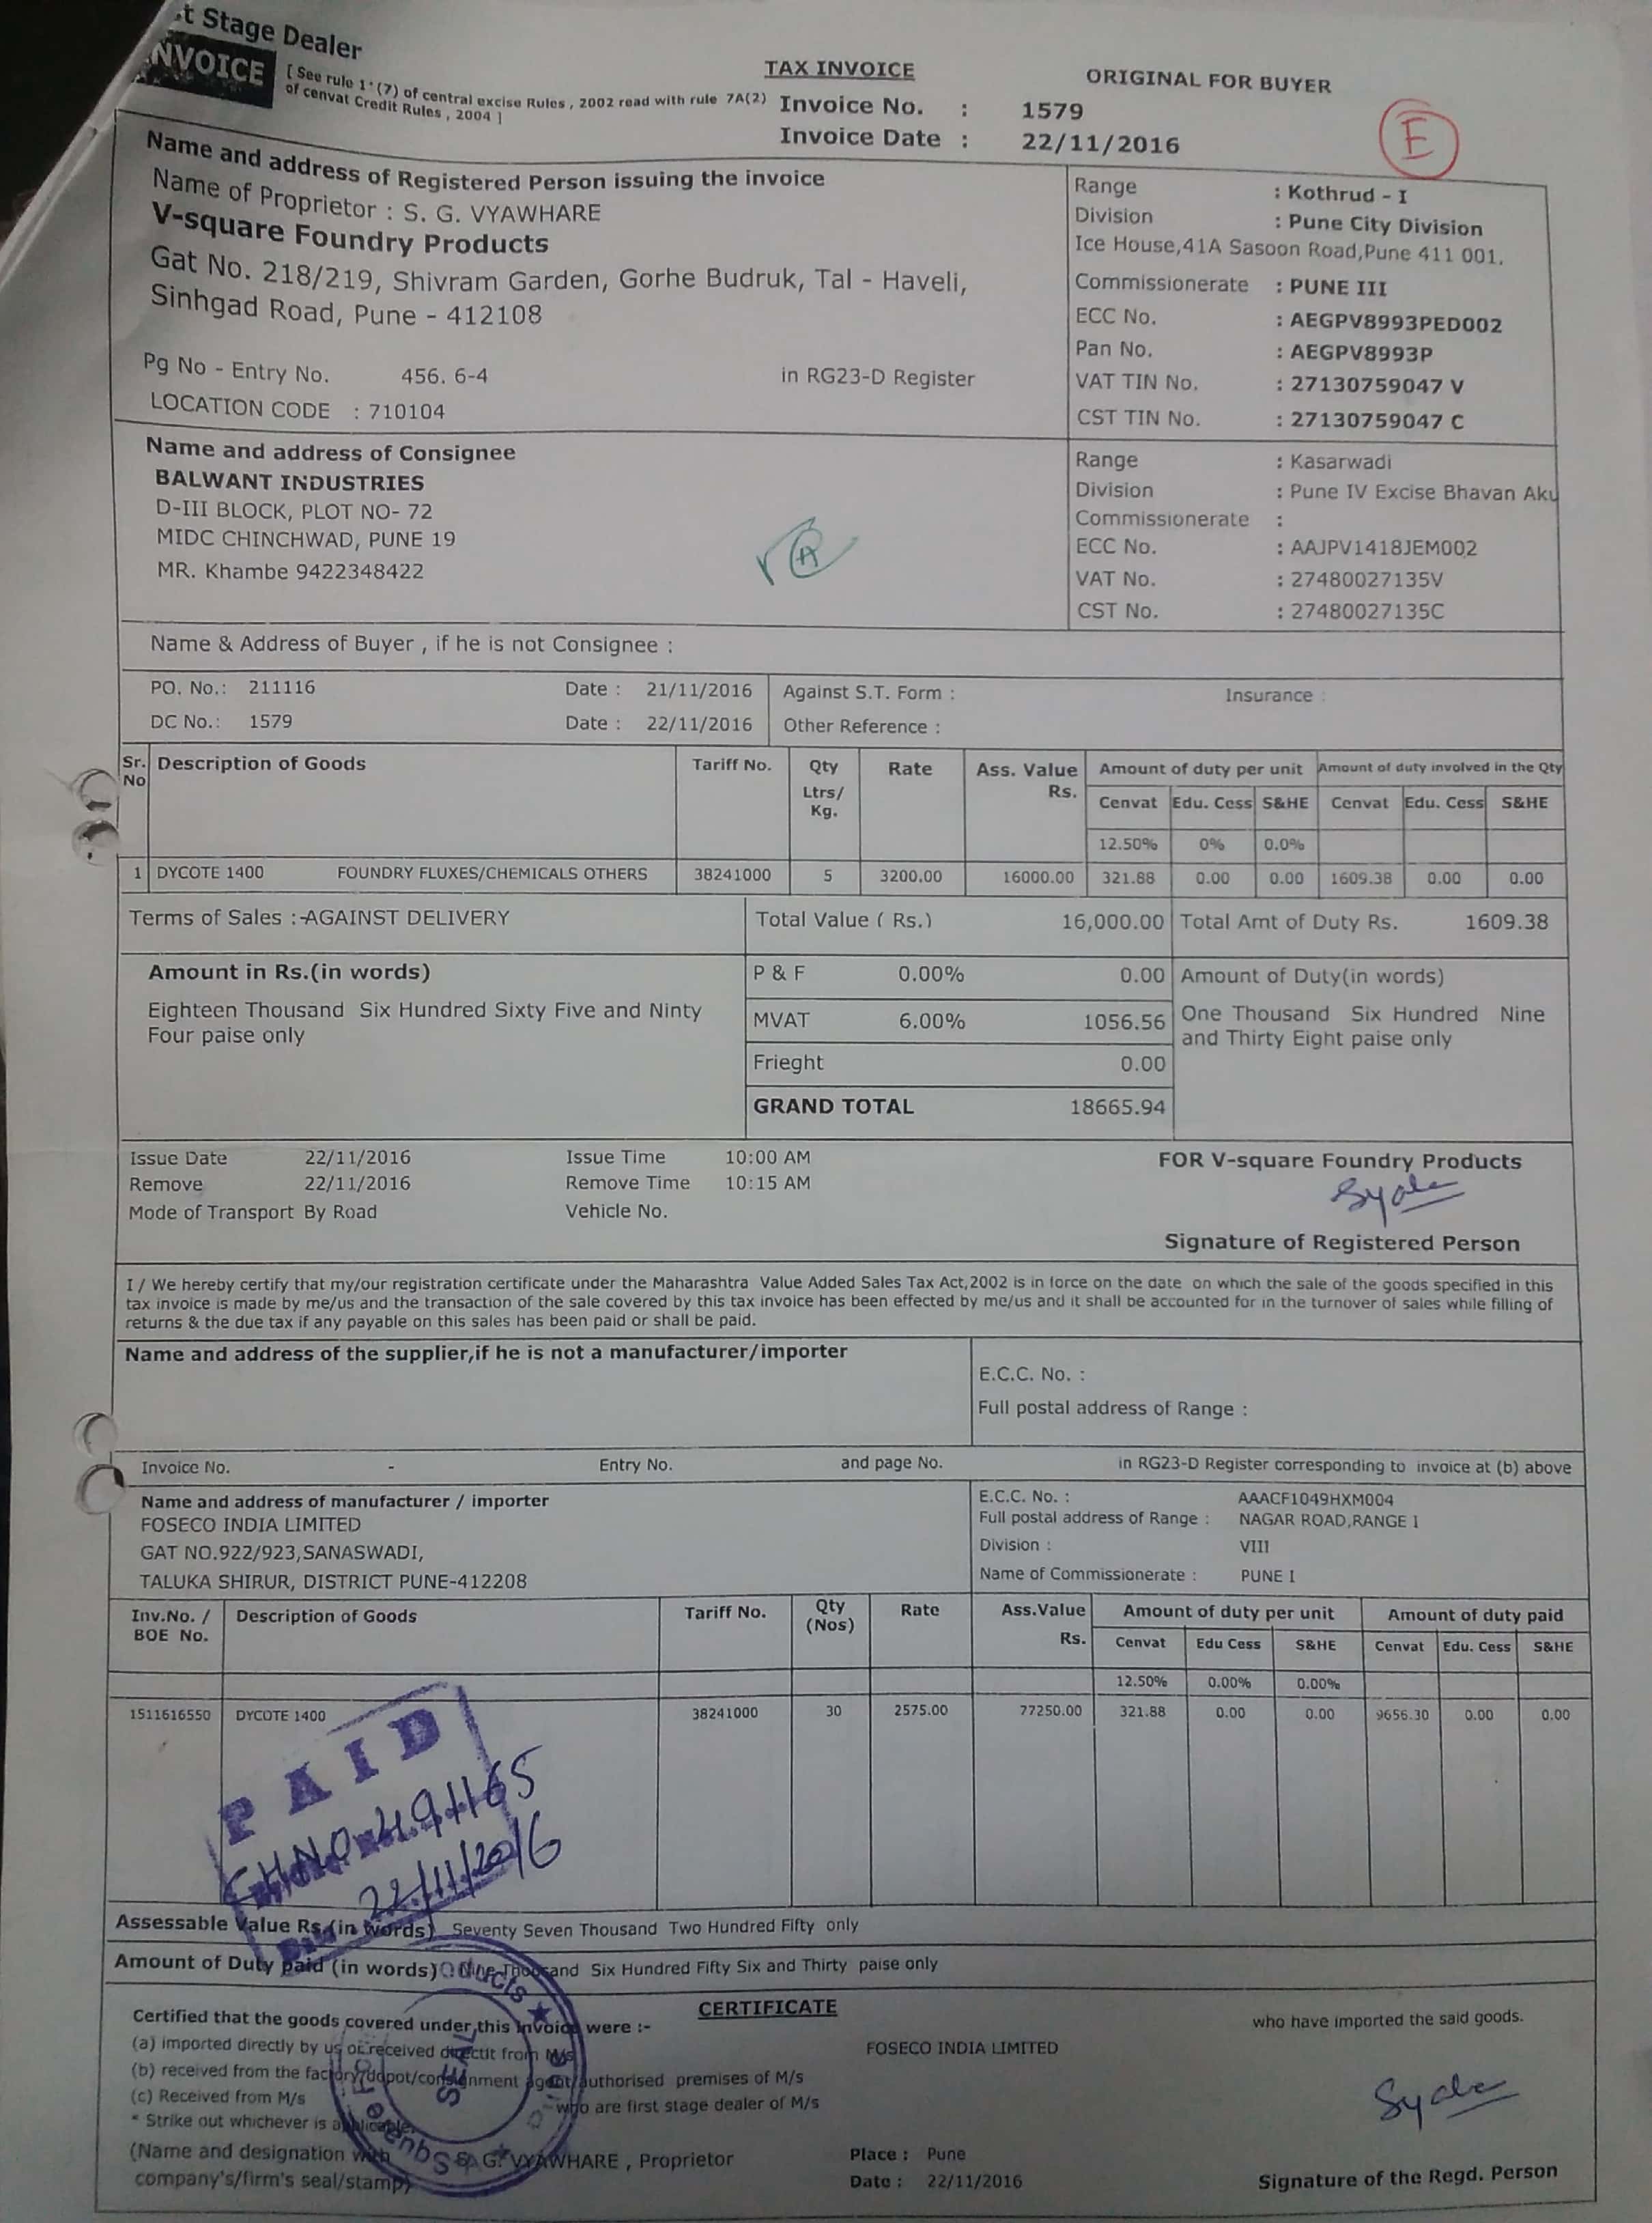 t Stage Dealer
NVOICE
[ See rule 1*(7) of central excise Rules , 2002 read with rule 7A(2)
of cenvat Credit Rules , 2004 ]
TAX INVOICE
ORIGINAL FOR BUYER
Invoice No. : 1579
Invoice Date : 22/11/2016
E
Name and address of Registered Person issuing the invoice
Name of Proprietor : S. G. VYAWHARE
V-square Foundry Products
Gat No. 218/219, Shivram Garden, Gorhe Budruk, Tal - Haveli,
Sinhgad Road, Pune - 412108
Pg No - Entry No. 456. 6-4 in RG23-D Register
LOCATION CODE : 710104
Range : Kothrud - I
Division : Pune City Division
Ice House,41A Sasoon Road,Pune 411 001.
Commissionerate : PUNE III
ECC No. : AEGPV8993PED002
Pan No. : AEGPV8993P
VAT TIN No. : 27130759047 V
CST TIN No. : 27130759047 C
Name and address of Consignee
BALWANT INDUSTRIES
D-III BLOCK, PLOT NO- 72
MIDC CHINCHWAD, PUNE 19
MR. Khambe 9422348422
Range : Kasarwadi
Division : Pune IV Excise Bhavan Aku
Commissionerate :
ECC No. : AAJPV1418JEM002
VAT No. : 27480027135V
CST No. : 27480027135C
Name & Address of Buyer , if he is not Consignee :
PO. No.: 211116 Date : 21/11/2016 Against S.T. Form : Insurance :
DC No.: 1579 Date : 22/11/2016 Other Reference :
Sr. No Description of Goods Tariff No. Qty Ltrs/ Kg. Rate Ass. Value Rs. Amount of duty per unit Amount of duty involved in the Qty
Cenvat Edu. Cess S&HE Cenvat Edu. Cess S&HE
12.50% 0% 0.0%
1 DYCOTE 1400 FOUNDRY FLUXES/CHEMICALS OTHERS 38241000 5 3200.00 16000.00 321.88 0.00 0.00 1609.38 0.00 0.00
Terms of Sales :-AGAINST DELIVERY Total Value ( Rs.) 16,000.00 Total Amt of Duty Rs. 1609.38
Amount in Rs.(in words) P & F 0.00% 0.00 Amount of Duty(in words)
Eighteen Thousand Six Hundred Sixty Five and Ninty
Four paise only
MVAT 6.00% 1056.56
One Thousand Six Hundred Nine
and Thirty Eight paise only
Frieght 0.00
GRAND TOTAL 18665.94
Issue Date 22/11/2016 Issue Time 10:00 AM
Remove 22/11/2016 Remove Time 10:15 AM
Mode of Transport By Road Vehicle No.
FOR V-square Foundry Products
Signature of Registered Person
I / We hereby certify that my/our registration certificate under the Maharashtra Value Added Sales Tax Act,2002 is in force on the date on which the sale of the goods specified in this
tax invoice is made by me/us and the transaction of the sale covered by this tax invoice has been effected by me/us and it shall be accounted for in the turnover of sales while filling of
returns & the due tax if any payable on this sales has been paid or shall be paid.
Name and address of the supplier,if he is not a manufacturer/importer
E.C.C. No. :
Full postal address of Range :
Invoice No. - Entry No. and page No. in RG23-D Register corresponding to invoice at (b) above
Name and address of manufacturer / importer
FOSECO INDIA LIMITED
GAT NO.922/923,SANASWADI,
TALUKA SHIRUR, DISTRICT PUNE-412208
E.C.C. No. : AAACF1049HXM004
Full postal address of Range : NAGAR ROAD,RANGE I
Division : VIII
Name of Commissionerate : PUNE I
Inv.No. / BOE No. Description of Goods Tariff No. Qty (Nos) Rate Ass.Value Rs. Amount of duty per unit Amount of duty paid
Cenvat Edu Cess S&HE Cenvat Edu. Cess S&HE
12.50% 0.00% 0.00%
1511616550 DYCOTE 1400 38241000 30 2575.00 77250.00 321.88 0.00 0.00 9656.30 0.00 0.00
PAID
CHNO 491165
22/11/2016
Assessable Value Rs.(in words) Seventy Seven Thousand Two Hundred Fifty only
Amount of Duty paid (in words) Nine Thousand Six Hundred Fifty Six and Thirty paise only
CERTIFICATE
Certified that the goods covered under this Invoice were :-
who have imported the said goods.
(a) imported directly by us or received directit from M/s FOSECO INDIA LIMITED
(b) received from the factory/dopot/consignment agent/authorised premises of M/s
(c) Received from M/s who are first stage dealer of M/s
* Strike out whichever is applicable.
(Name and designation with S. G. VYAWHARE , Proprietor
company's/firm's seal/stamp)
Place : Pune
Date : 22/11/2016
Signature of the Regd. Person
SEAL